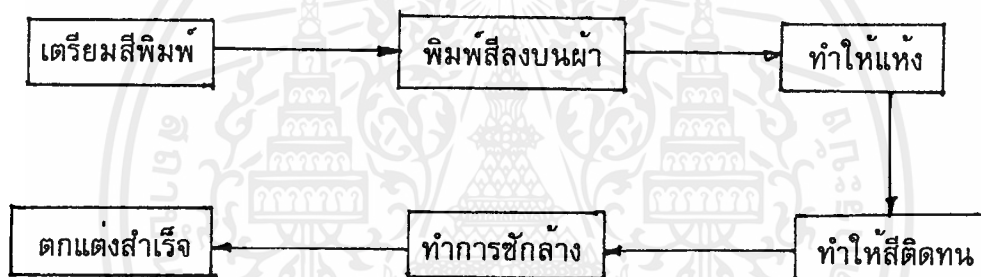 เตรียมสีพิมพ์
พิมพ์สีลงบนผ้า
ทำให้แห้ง
ทำให้สีติดทน
ทำการซักล้าง
ตกแต่งสำเร็จ